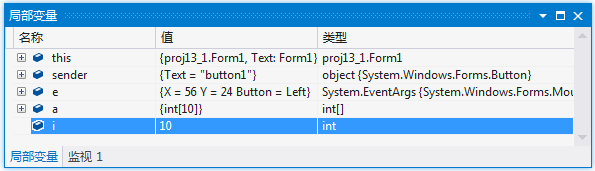 局部变量
名称 值 类型
this {proj13_1.Form1, Text: Form1} proj13_1.Form1
sender {Text = "button1"} object {System.Windows.Forms.Button}
e {X = 56 Y = 24 Button = Left} System.EventArgs {System.Windows.Forms.Mou
a {int[10]} int[]
i 10 int
局部变量 监视 1